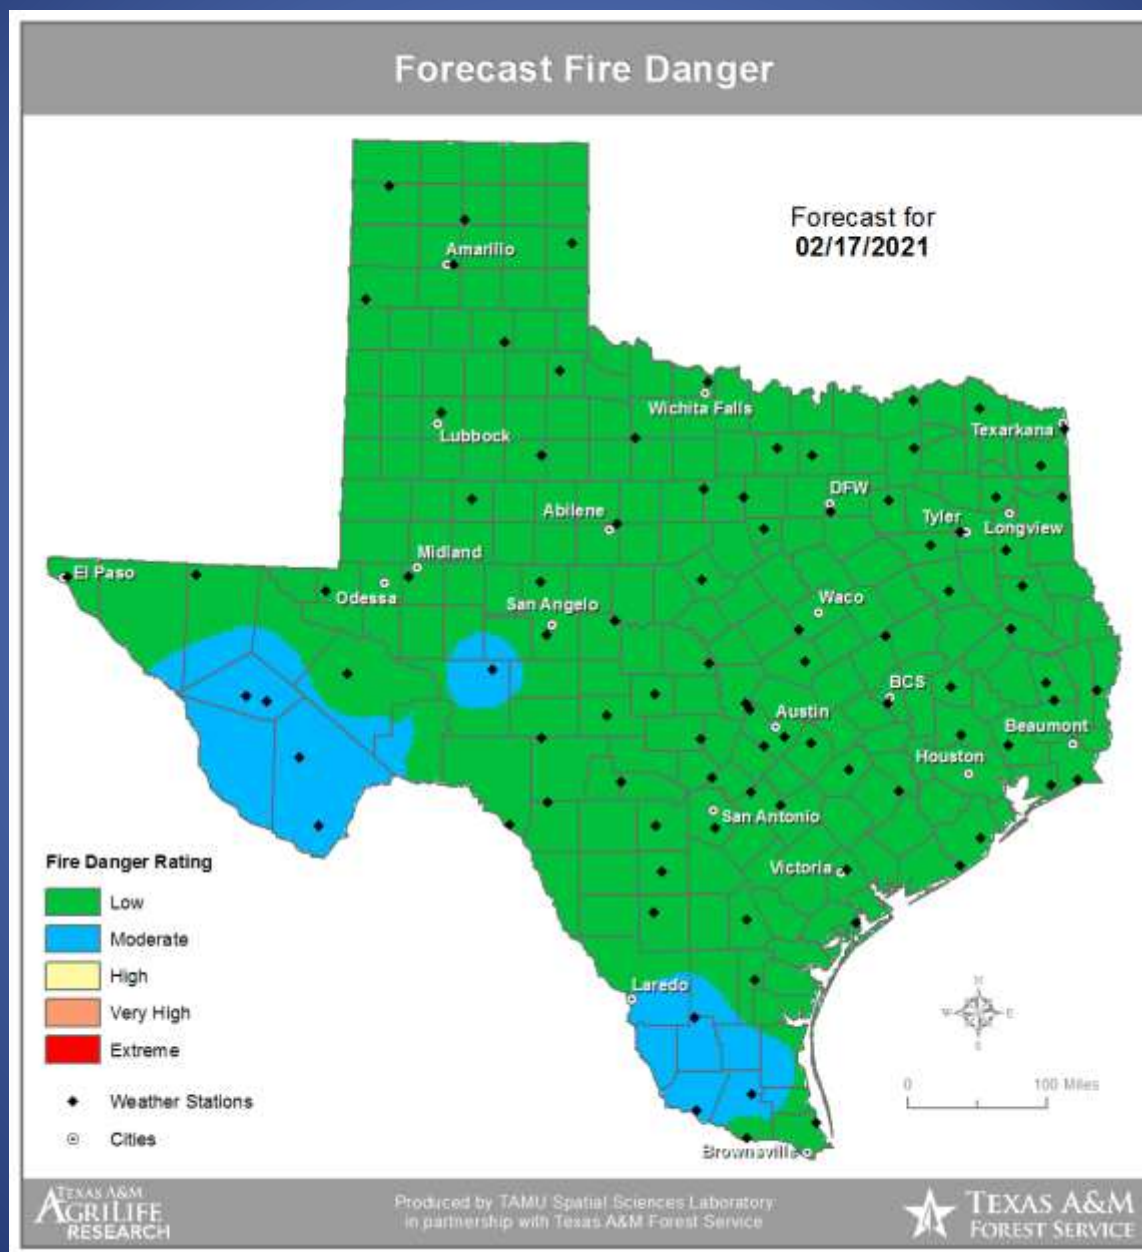 Forecast Fire Danger
Forecast for
02/17/2021
Amarillo
Wichita Falls
Lubbock
Texarkana
DFW
Abilene
Tyler
Longview
Midland
El Paso
Odessa
San Angelo
Waco
BCS
Austin
Beaumont
Houston
San Antonio
Victoria
Laredo
Brownsville
Fire Danger Rating
Low
Moderate
High
Very High
Extreme
Weather Stations
Cities
N
W E
S
0 100 Miles
TEXAS A&M
AGRILIFE
RESEARCH
Produced by TAMU Spatial Sciences Laboratory
in partnership with Texas A&M Forest Service
TEXAS A&M
FOREST SERVICE